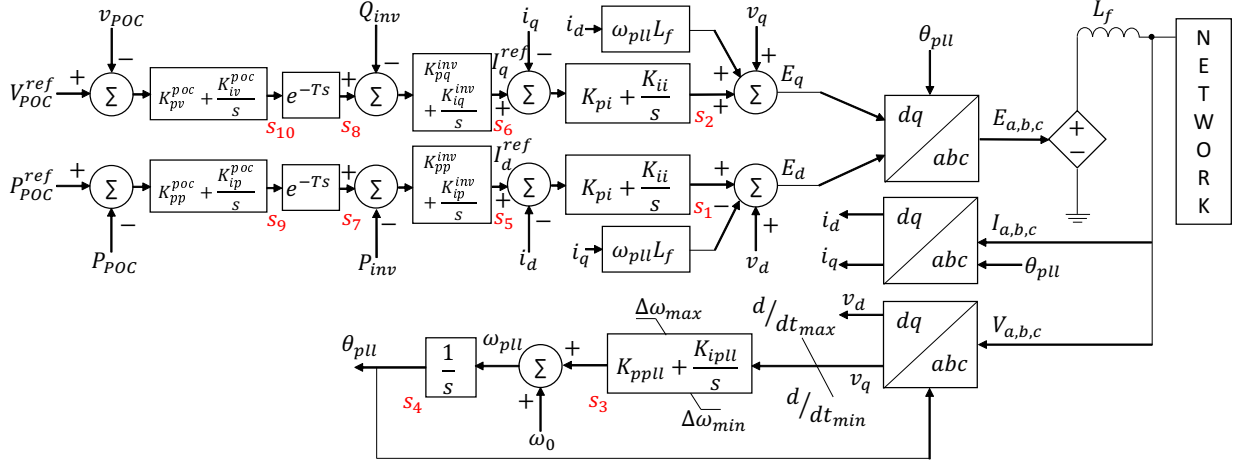 v_POC
Q_inv
i_q
i_d
ω_pll L_f
v_q
L_f
N E T W O R K
V_POC^ref
+
−
Σ
K_pv^poc + K_iv^poc/s
s_10
e^−Ts
+
s_8
−
Σ
K_pq^inv + K_iq^inv/s
I_q^ref
−
+
s_6
Σ
K_pi + K_ii/s
+
+
s_2
+
Σ
E_q
θ_pll
dq
abc
E_a,b,c
+
−
P_POC^ref
+
−
Σ
P_POC
K_pp^poc + K_ip^poc/s
s_9
e^−Ts
+
s_7
−
Σ
P_inv
K_pp^inv + K_ip^inv/s
I_d^ref
+
s_5
−
Σ
i_d
K_pi + K_ii/s
+
s_1
−
+
Σ
E_d
i_q
ω_pll L_f
v_d
i_d
i_q
dq
abc
I_a,b,c
θ_pll
θ_pll
s_4
1/s
ω_pll
Σ
+
+
ω_0
s_3
Δω_max
K_ppll + K_ipll/s
Δω_min
d/dt_max
d/dt_min
v_d
v_q
dq
abc
V_a,b,c